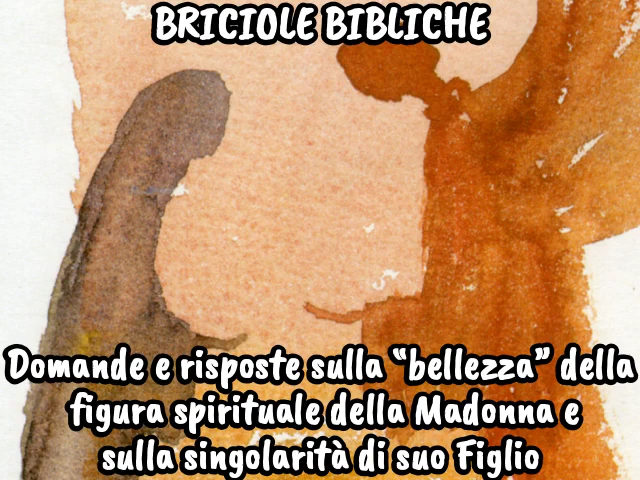 BRICIOLE BIBLICHE
Domande e risposte sulla “bellezza” della
figura spirituale della Madonna e
sulla singolarità di suo Figlio